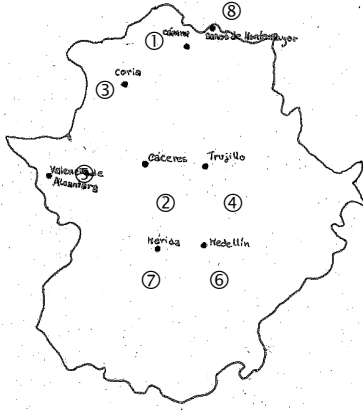 ⑧
① Cáparra Baños de Montemayor
Coria
③
Cáceres Trujillo
Valencia de
⑤
Alcántara
② ④
Mérida Medellín
⑦ ⑥